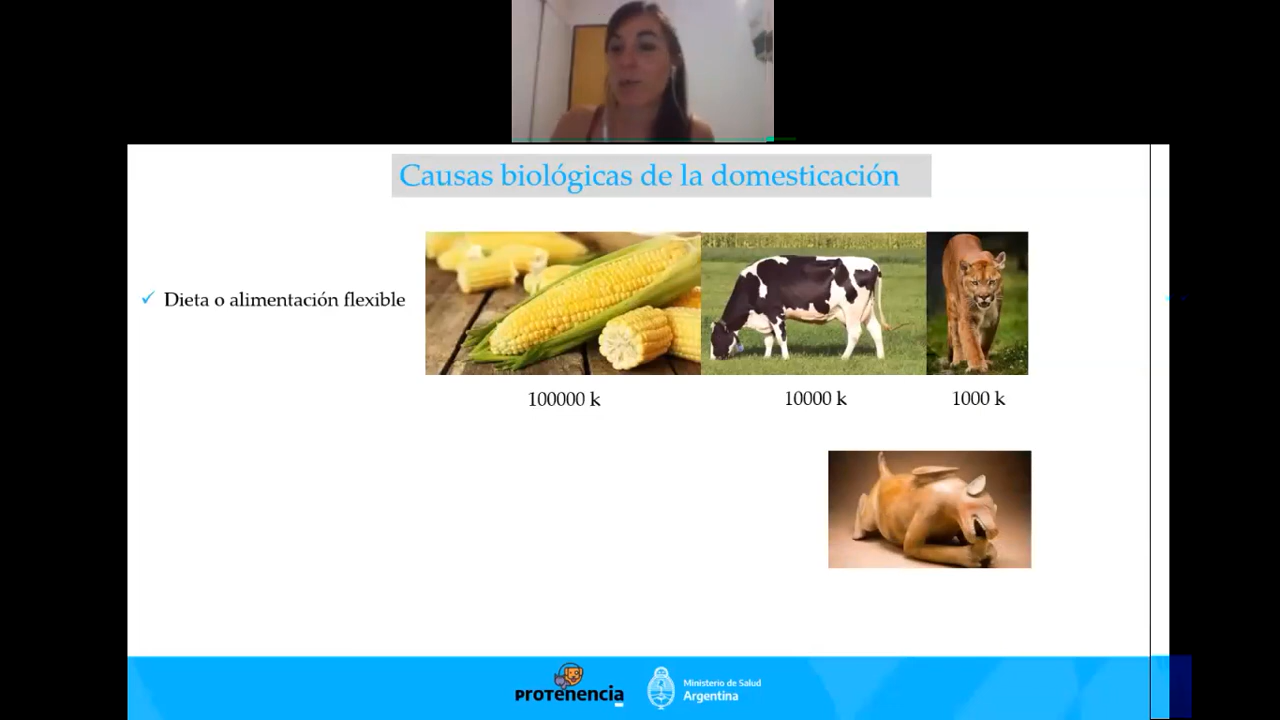 Causas biológicas de la domesticación
✓ Dieta o alimentación flexible
100000 k
10000 k
1000 k
PROTENENCIA
Ministerio de Salud
Argentina